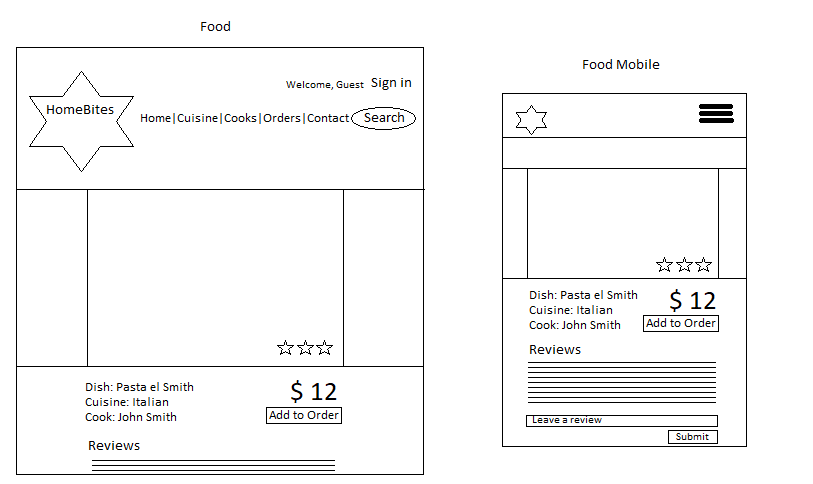 Food
Welcome, Guest Sign in
HomeBites
Home|Cuisine|Cooks|Orders|Contact Search
Dish: Pasta el Smith
Cuisine: Italian
Cook: John Smith
$ 12
Add to Order
Reviews
Food Mobile
Dish: Pasta el Smith
Cuisine: Italian
Cook: John Smith
$ 12
Add to Order
Reviews
Leave a review
Submit